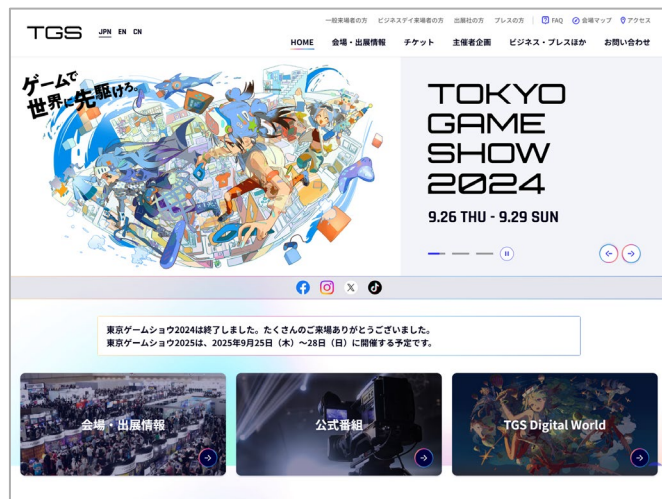 TGS
JPN EN CN
一般来場者の方 ビジネスデイ来場者の方 出展社の方 プレスの方 FAQ 会場マップ アクセス
HOME 会場・出展情報 チケット 主催者企画 ビジネス・プレスほか お問い合わせ
ゲームで
世界に先駆けろ。
TOKYO
GAME
SHOW
2024
9.26 THU - 9.29 SUN
東京ゲームショウ2024は終了しました。たくさんのご来場ありがとうございました。
東京ゲームショウ2025は、2025年9月25日（木）〜28日（日）に開催する予定です。
会場・出展情報
公式番組
TGS Digital World